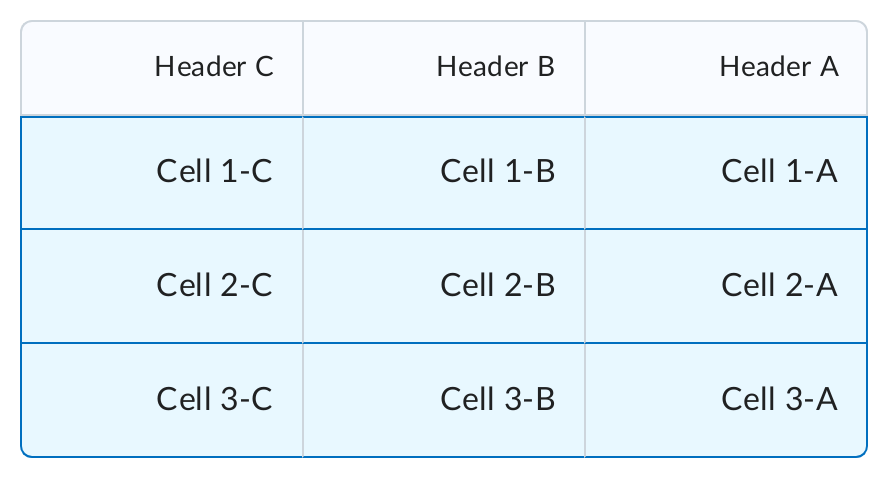 Header C Header B Header A
Cell 1-C Cell 1-B Cell 1-A
Cell 2-C Cell 2-B Cell 2-A
Cell 3-C Cell 3-B Cell 3-A